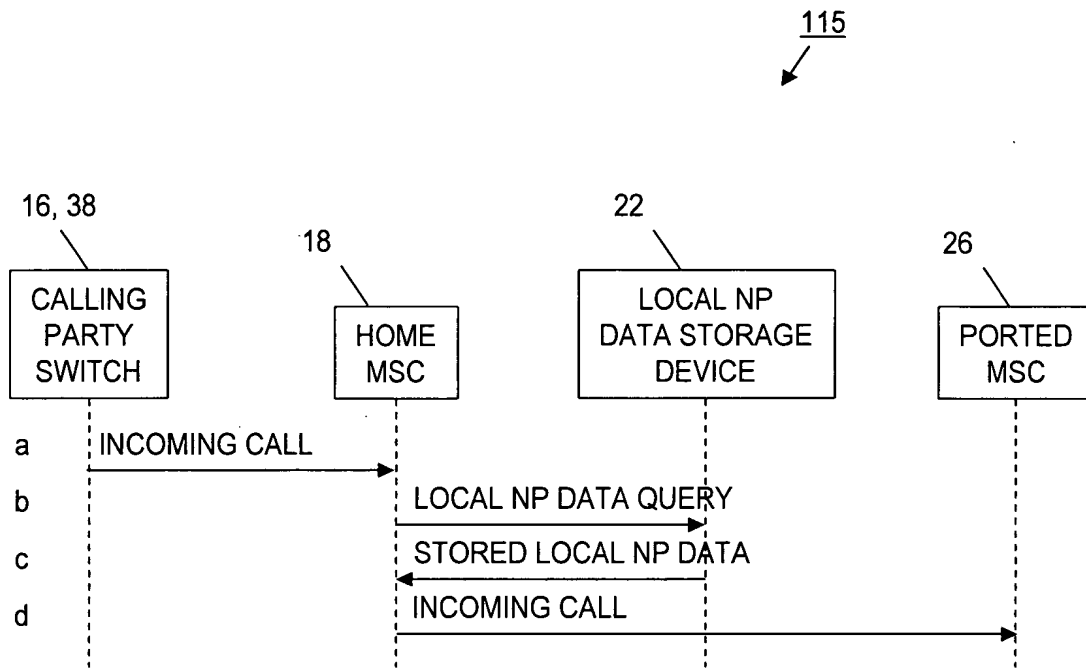 115
16, 38
18
22
26
CALLING
PARTY
SWITCH
HOME
MSC
LOCAL NP
DATA STORAGE
DEVICE
PORTED
MSC
a
INCOMING CALL
b
LOCAL NP DATA QUERY
c
STORED LOCAL NP DATA
d
INCOMING CALL